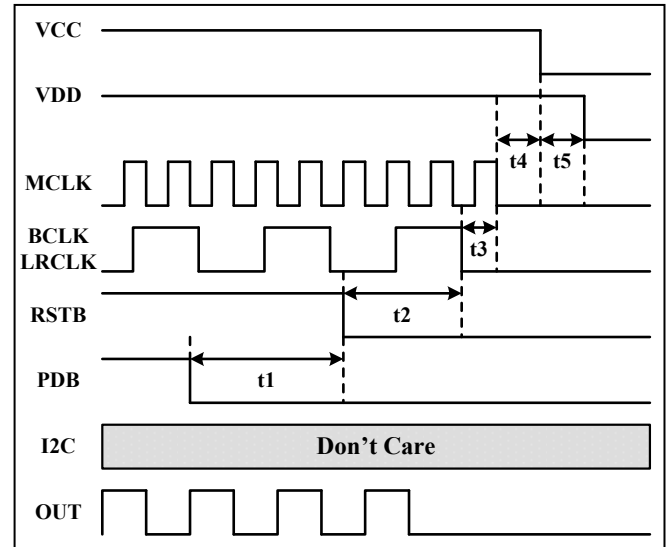 VCC
VDD
t4
t5
MCLK
BCLK
LRCLK
t3
RSTB
t2
PDB
t1
I2C
Don't Care
OUT